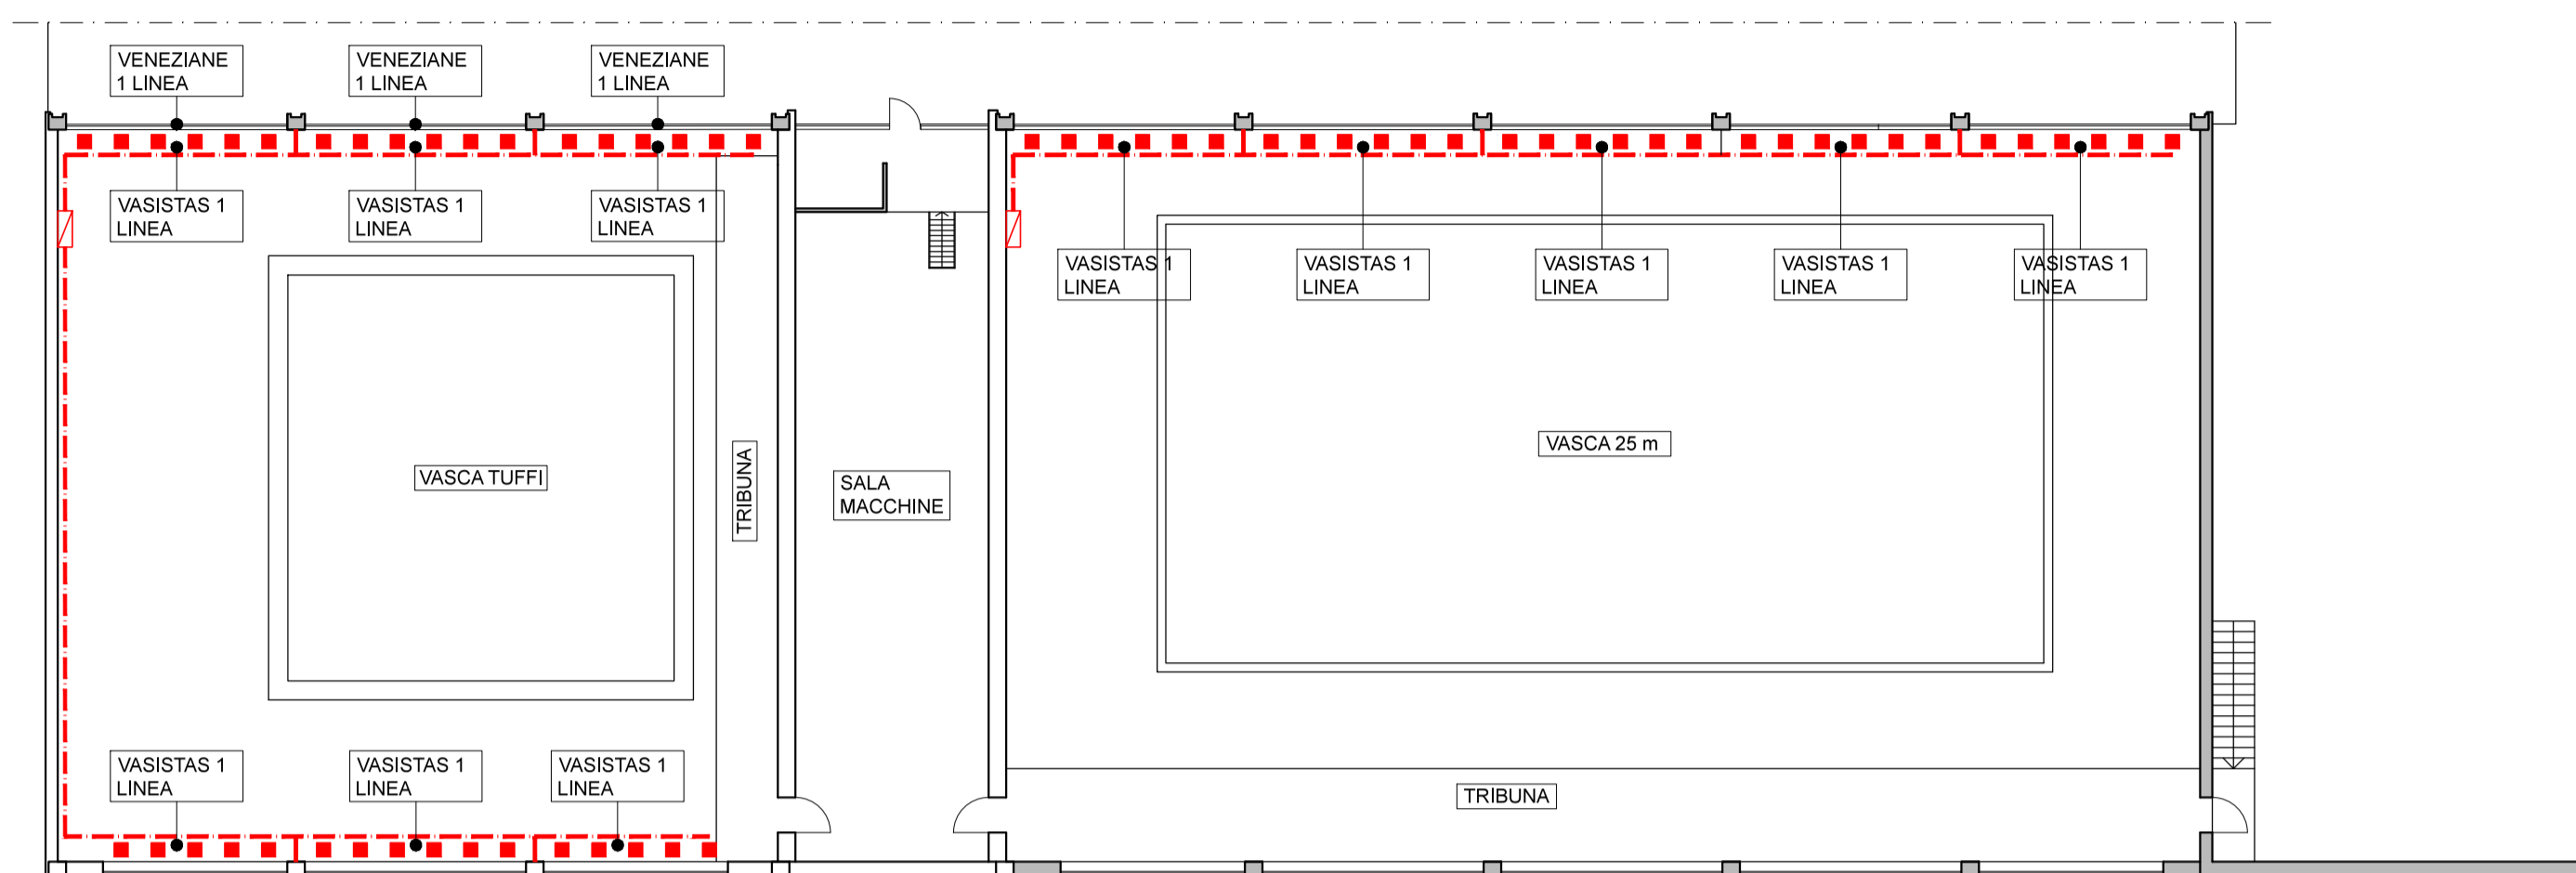 VENEZIANE
1 LINEA
VENEZIANE
1 LINEA
VENEZIANE
1 LINEA
VASISTAS 1
LINEA
VASISTAS 1
LINEA
VASISTAS 1
LINEA
VASISTAS 1
LINEA
VASISTAS 1
LINEA
VASISTAS 1
LINEA
VASISTAS 1
LINEA
VASISTAS 1
LINEA
VASCA TUFFI
TRIBUNA
SALA
MACCHINE
VASCA 25 m
VASISTAS 1
LINEA
VASISTAS 1
LINEA
VASISTAS 1
LINEA
TRIBUNA